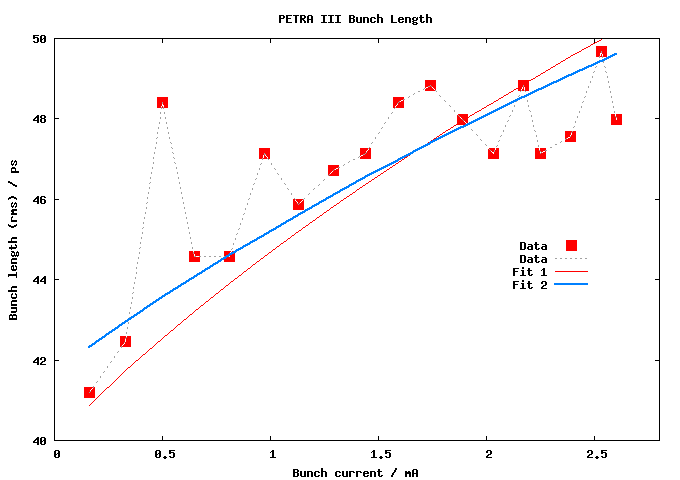 PETRA III Bunch Length
50
48
46
44
42
40
Bunch length (rms) / ps
Data
Data
Fit 1
Fit 2
0 0.5 1 1.5 2 2.5
Bunch current / mA